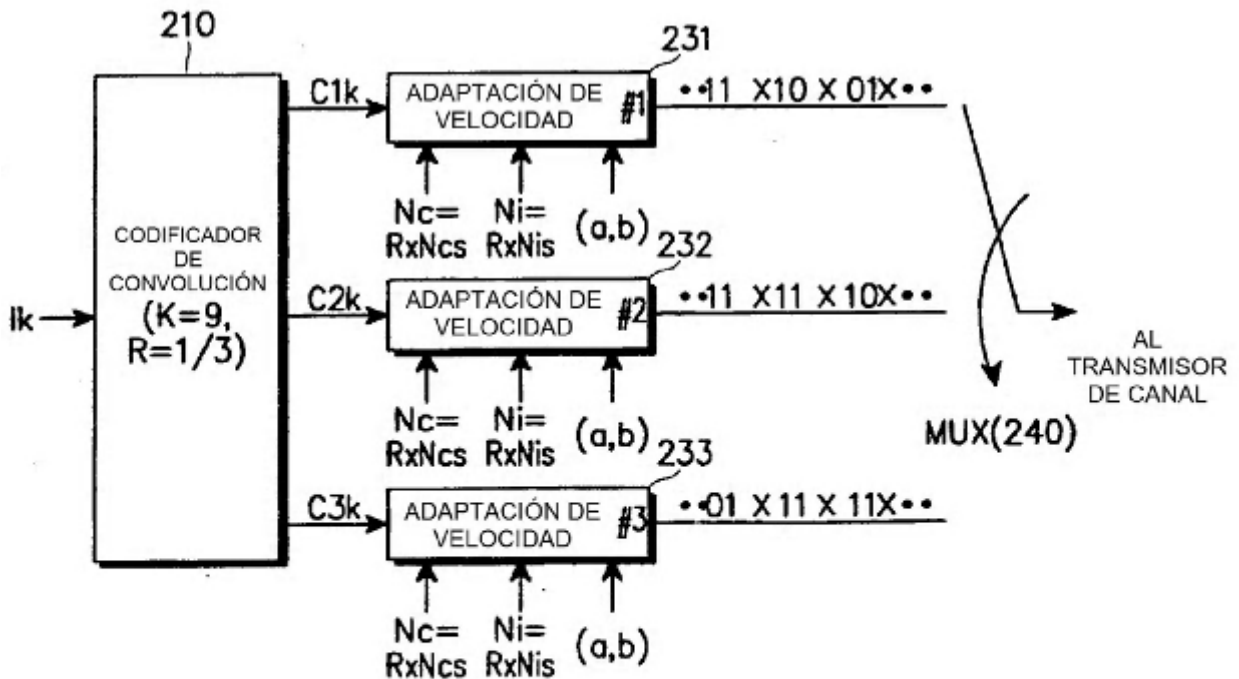 210
CODIFICADOR
DE
CONVOLUCIÓN
(K=9,
R=1/3)
Ik
C1k
231
ADAPTACIÓN DE
VELOCIDAD #1
••11 X10 X 01X••
Nc= Ni= (a,b)
RxNcs RxNis
C2k
232
ADAPTACIÓN DE
VELOCIDAD #2
••11 X11 X 10X••
Nc= Ni= (a,b)
RxNcs RxNis
C3k
233
ADAPTACIÓN DE
VELOCIDAD #3
••01 X 11 X 11X••
Nc= Ni= (a,b)
RxNcs RxNis
AL
TRANSMISOR
DE CANAL
MUX(240)